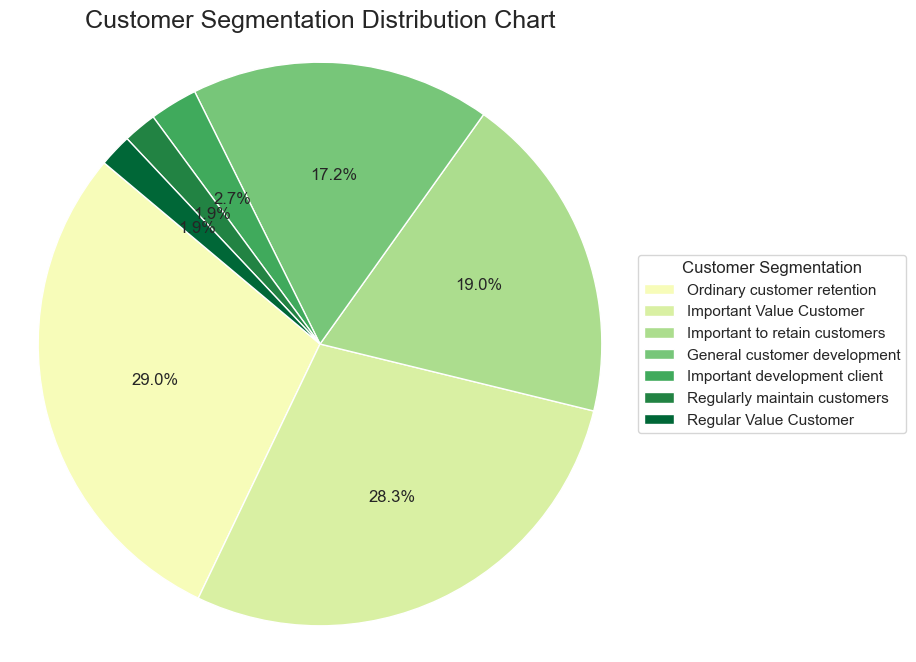 Customer Segmentation Distribution Chart
17.2%
2.7%
1.9%
1.9%
19.0%
29.0%
28.3%
Customer Segmentation
Ordinary customer retention
Important Value Customer
Important to retain customers
General customer development
Important development client
Regularly maintain customers
Regular Value Customer